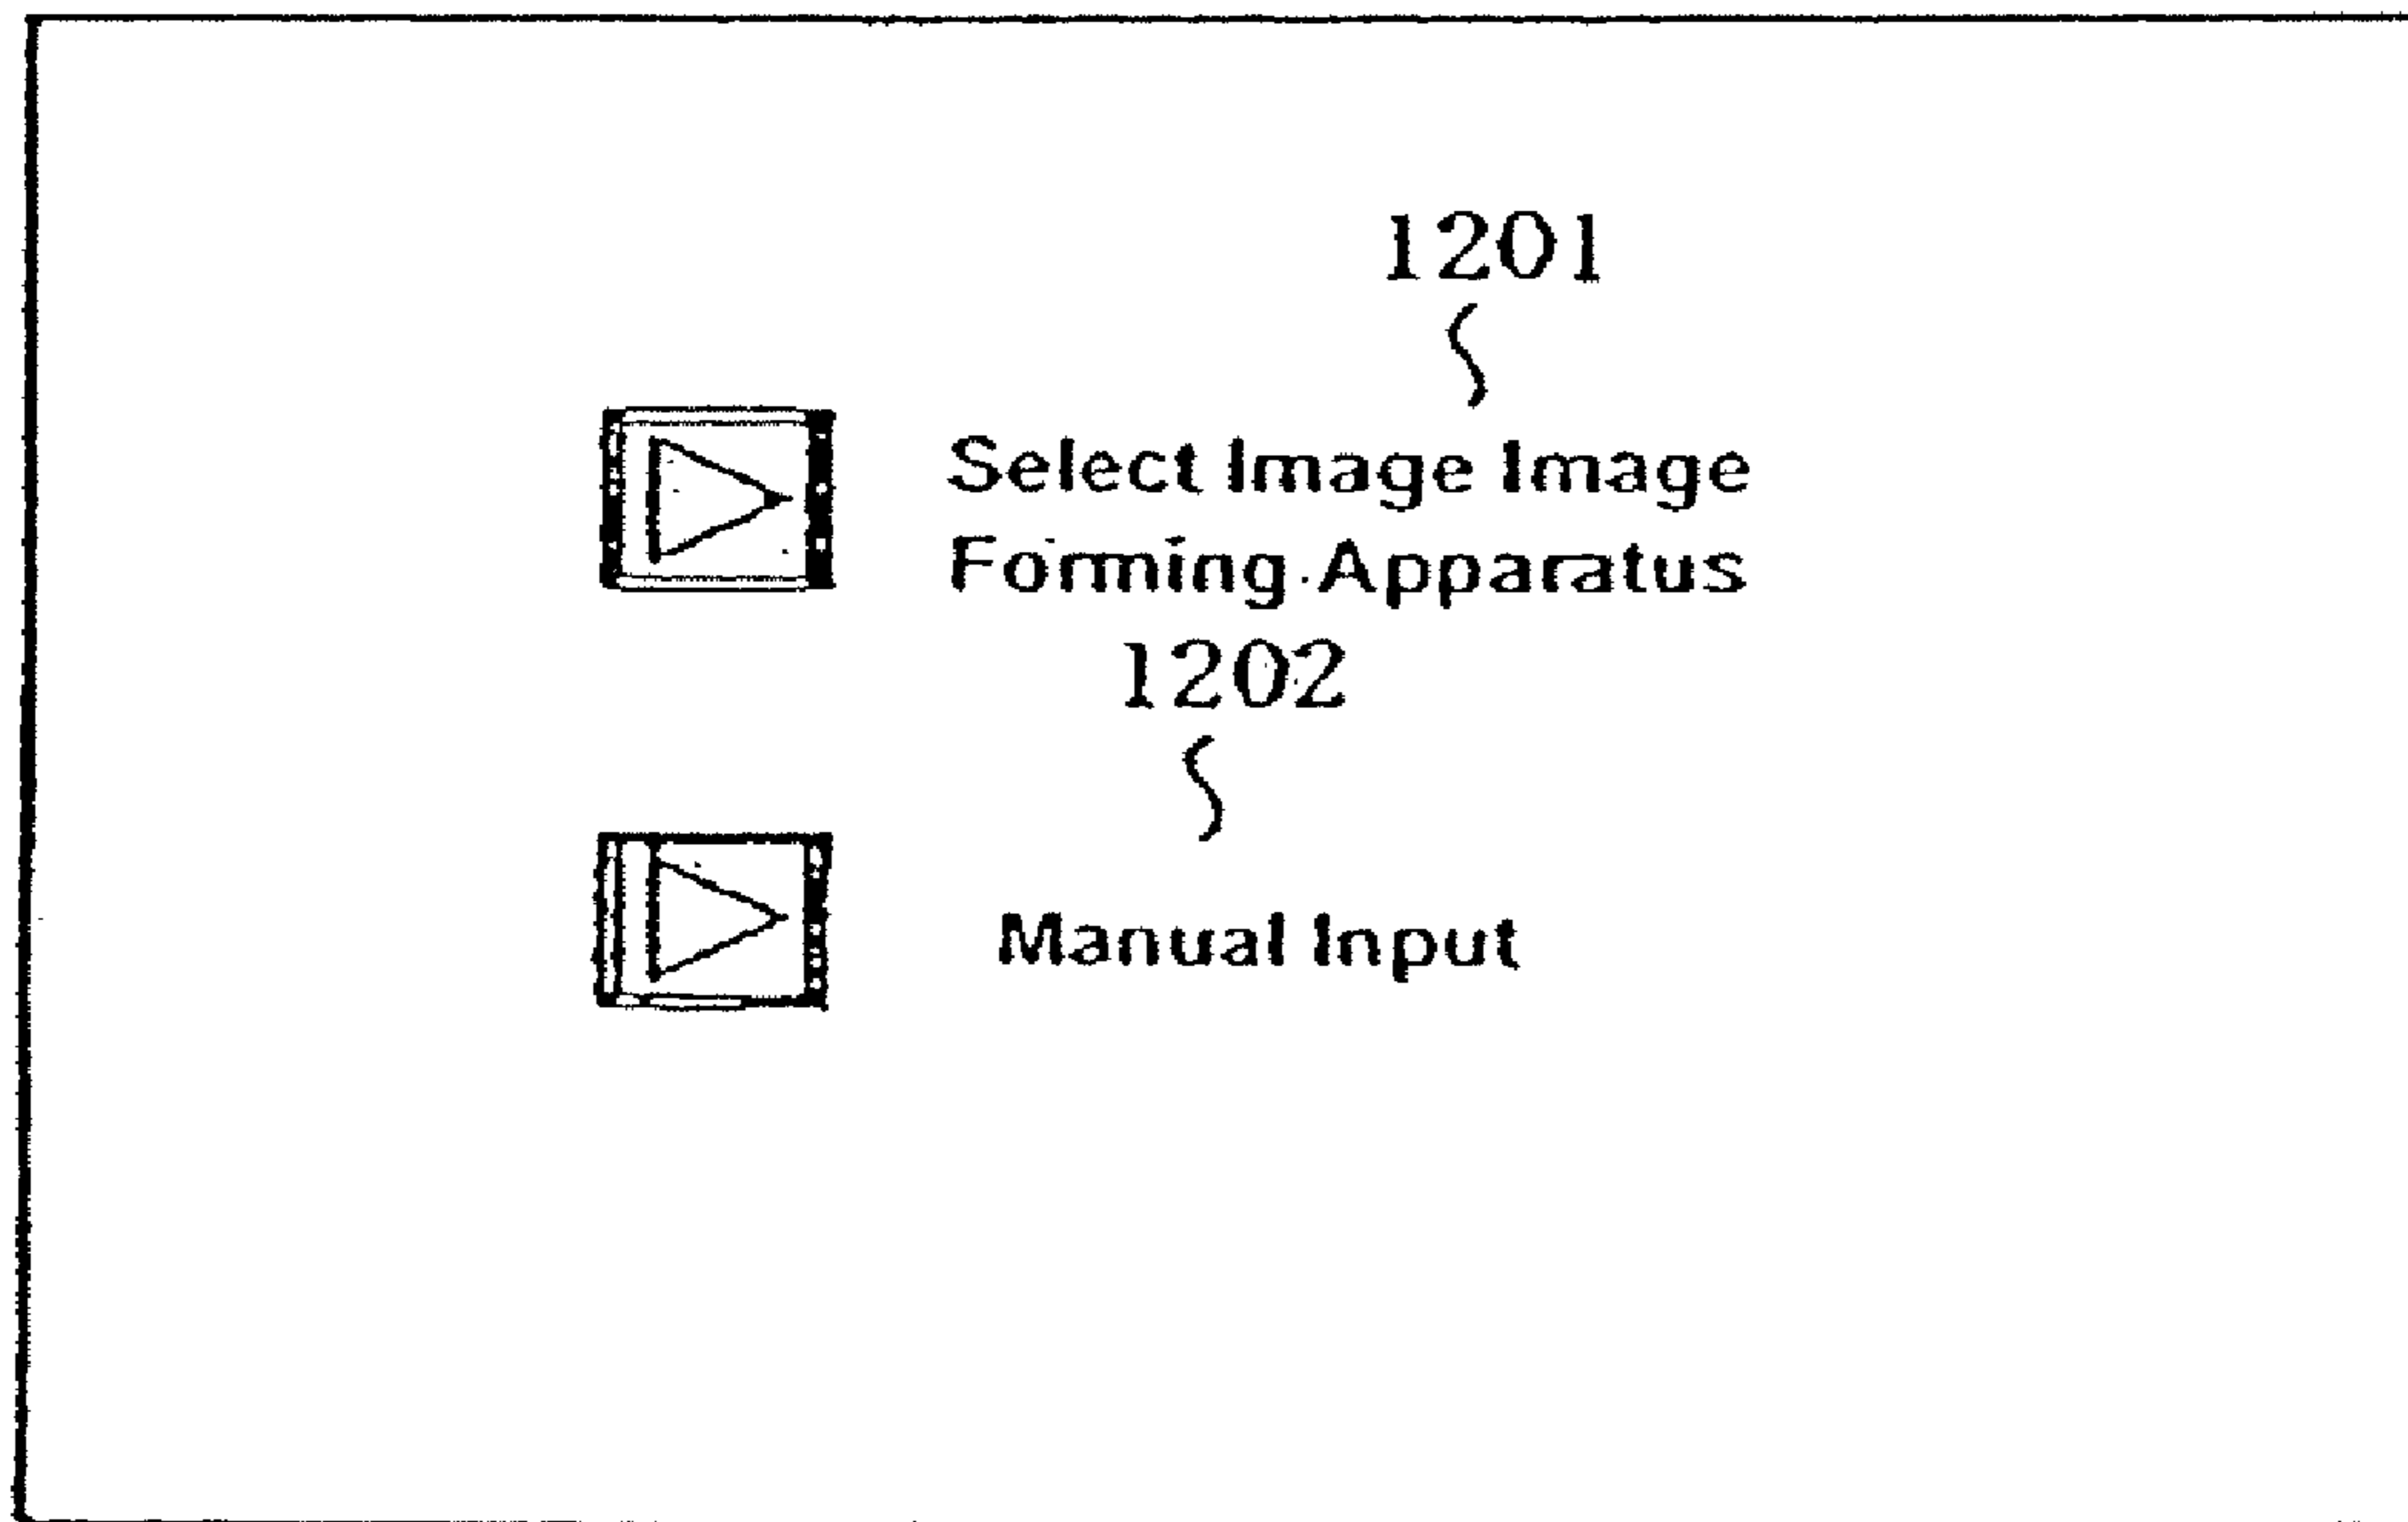 1201
Select Image Image
Forming Apparatus
1202
Manual Input